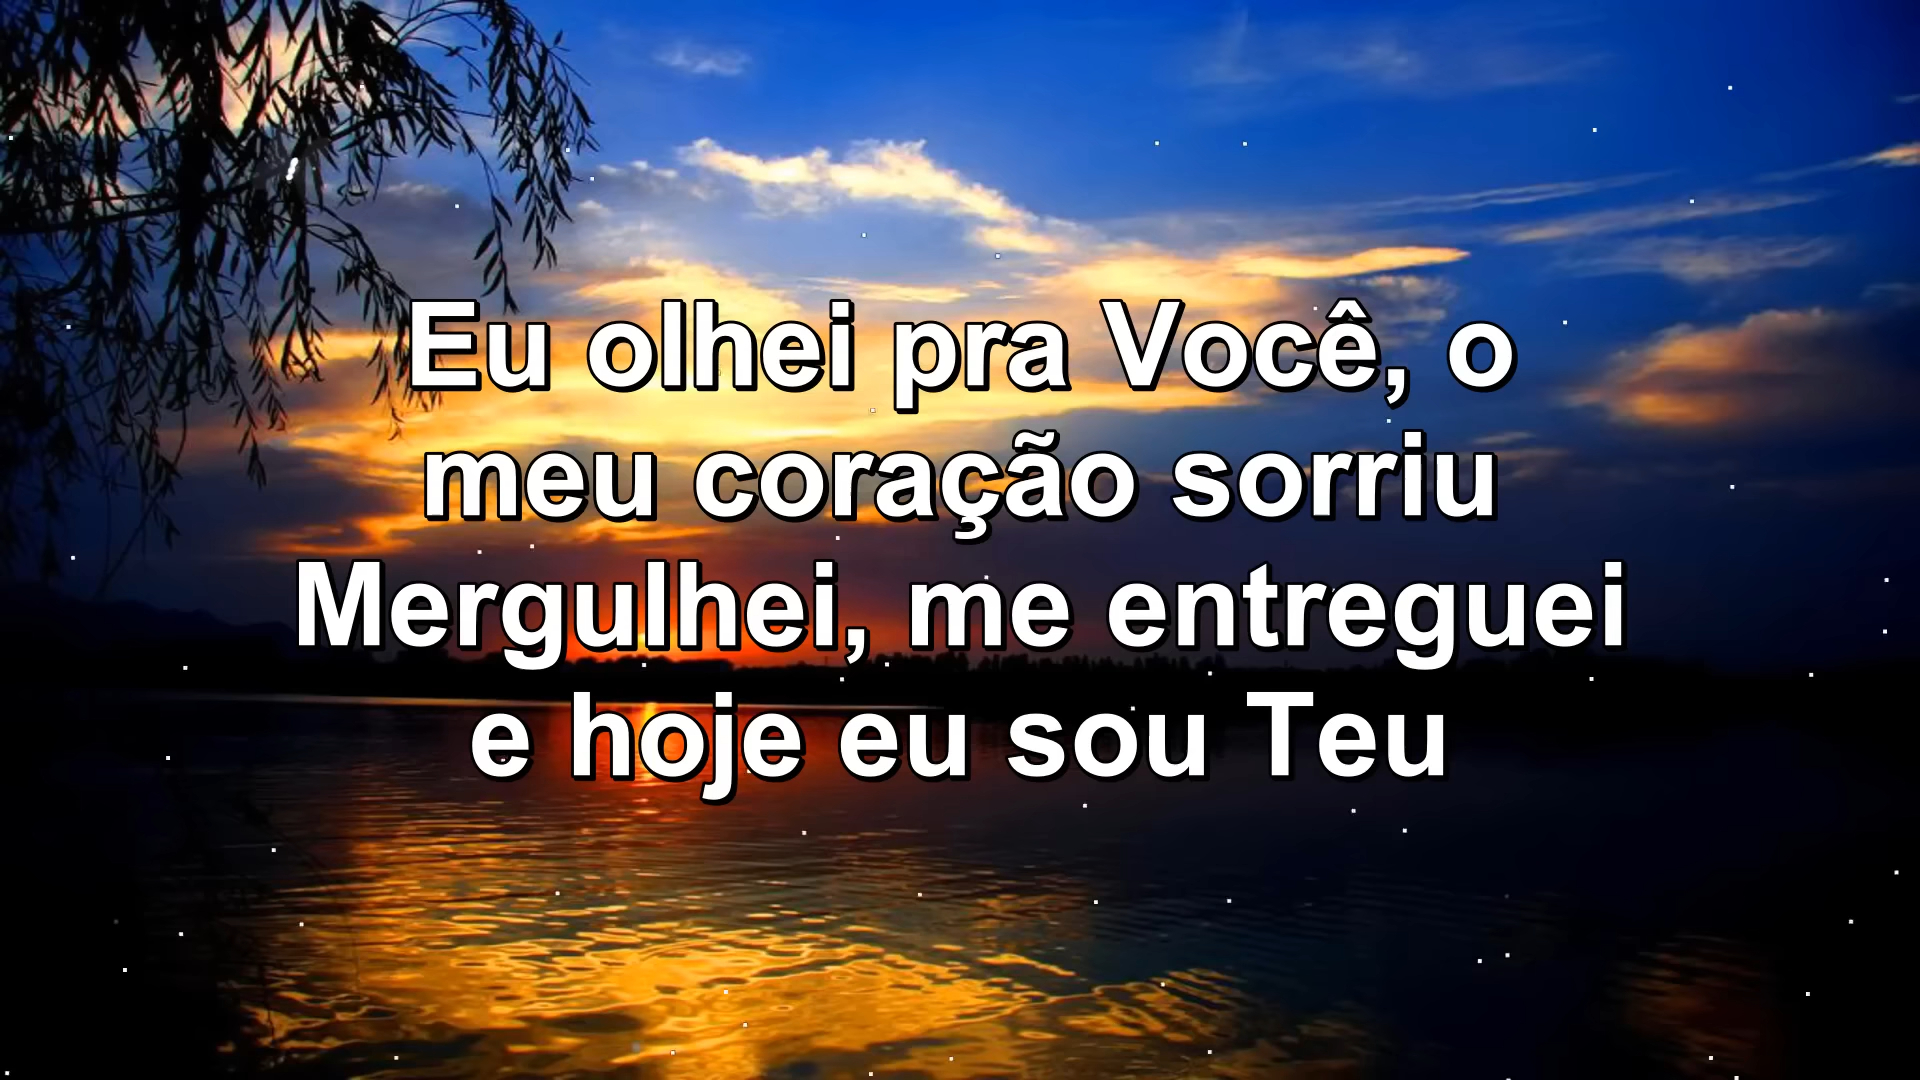 Eu olhei pra Você, o
meu coração sorriu
Mergulhei, me entreguei
e hoje eu sou Teu